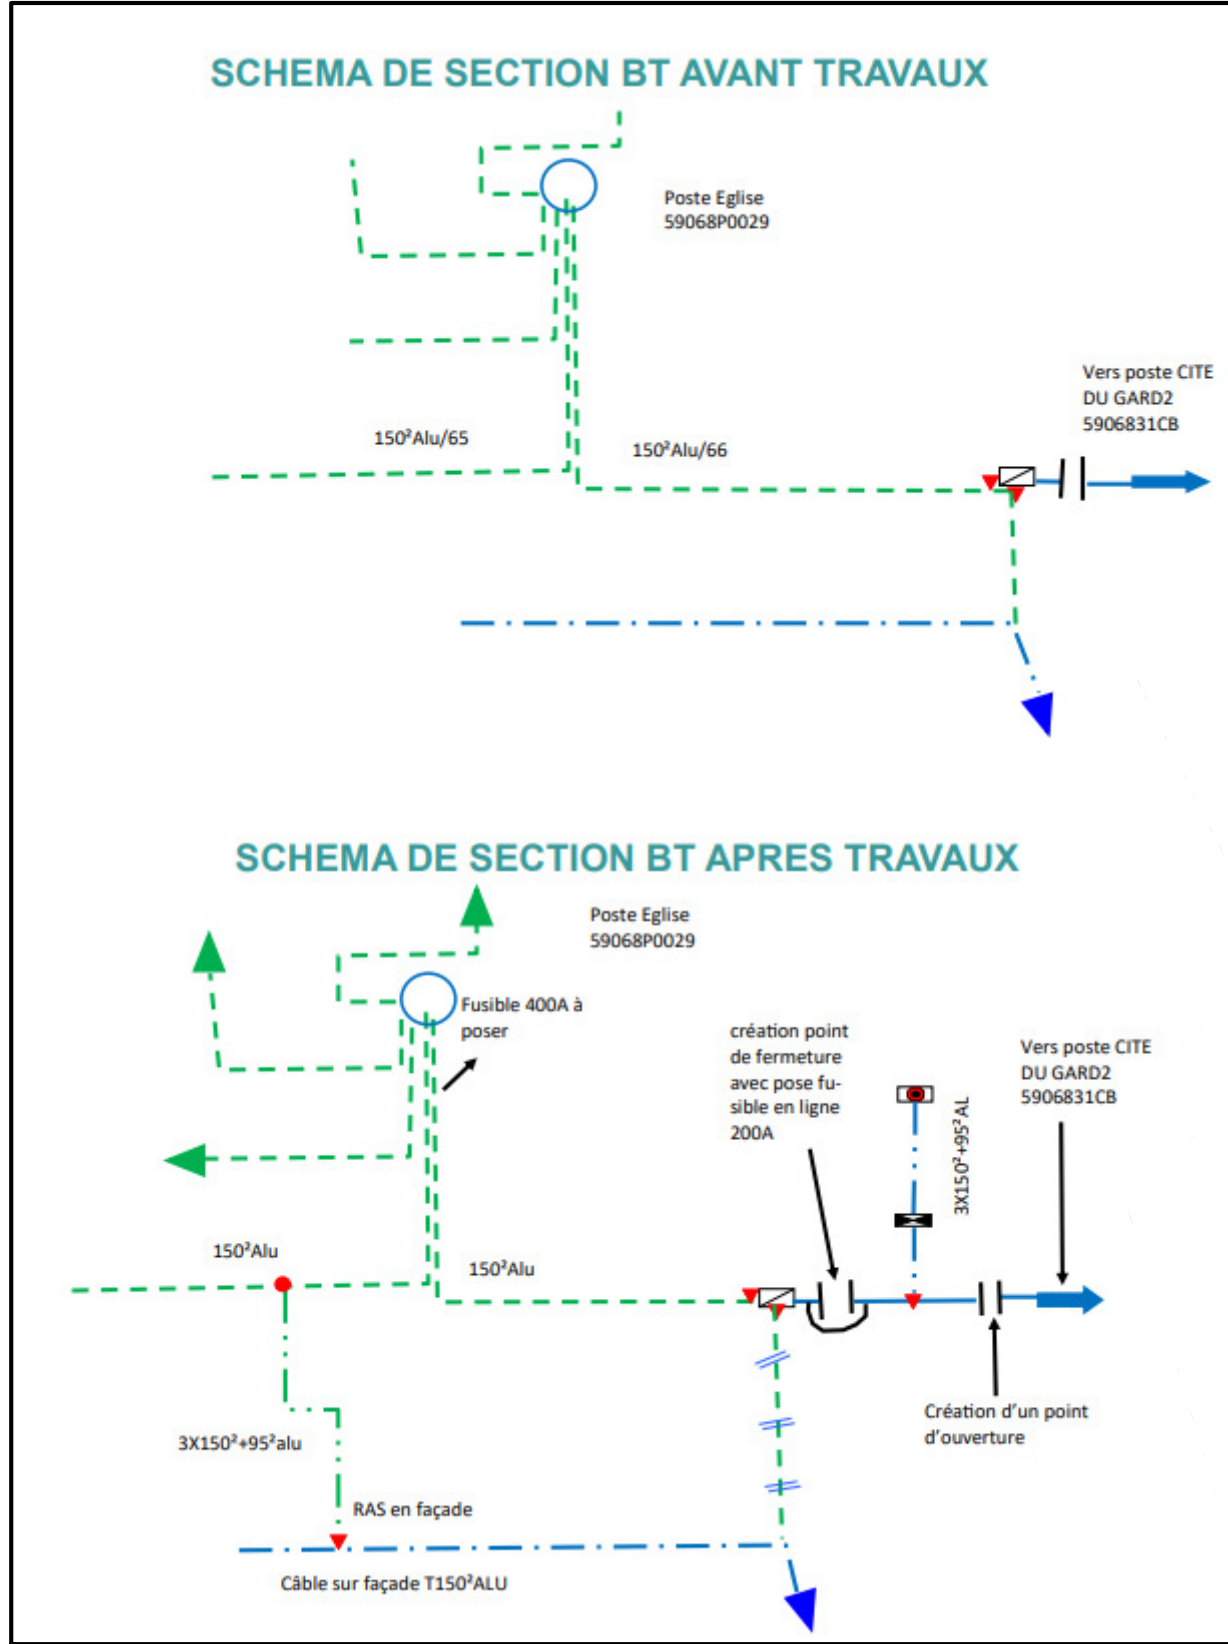 SCHEMA DE SECTION BT AVANT TRAVAUX
Poste Eglise
59068P0029
Vers poste CITE
DU GARD2
5906831CB
150²Alu/65
150²Alu/66
SCHEMA DE SECTION BT APRES TRAVAUX
Poste Eglise
59068P0029
Fusible 400A à
poser
création point
de fermeture
avec pose fu-
sible en ligne
200A
3X150²+95²AL
Vers poste CITE
DU GARD2
5906831CB
150²Alu
150²Alu
Création d'un point
d'ouverture
3X150²+95²alu
RAS en façade
Câble sur façade T150²ALU